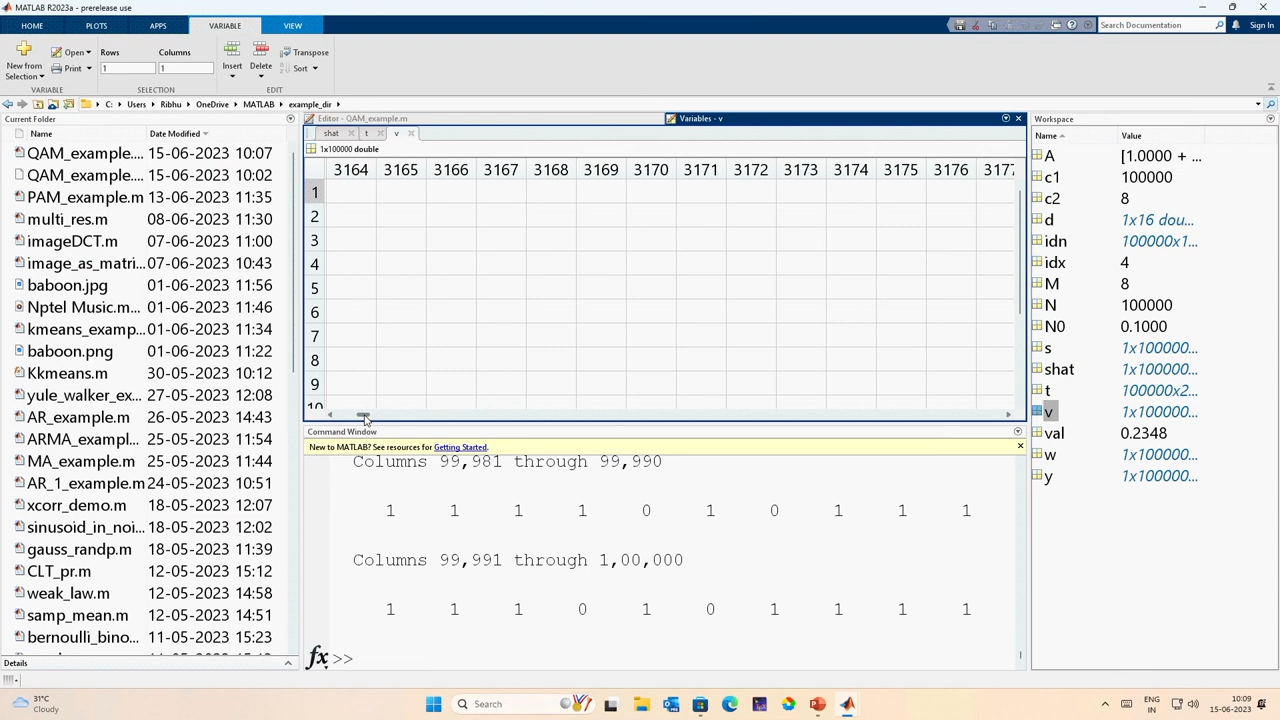 MATLAB R2023a - prerelease use
HOME PLOTS APPS VARIABLE VIEW
Search Documentation Sign In
New from Selection Open Print Rows 1 Columns 1 Insert Delete Transpose Sort
VARIABLE SELECTION EDIT
C: Users Ribhu OneDrive MATLAB example_dir
Current Folder
Name Date Modified
QAM_example.... 15-06-2023 10:07
QAM_example.... 15-06-2023 10:02
PAM_example.m 13-06-2023 11:35
multi_res.m 08-06-2023 11:30
imageDCT.m 07-06-2023 11:00
image_as_matri... 07-06-2023 10:43
baboon.jpg 01-06-2023 11:56
Nptel Music.m... 01-06-2023 11:46
kmeans_examp... 01-06-2023 11:34
baboon.png 01-06-2023 11:22
Kkmeans.m 30-05-2023 10:12
yule_walker_ex... 27-05-2023 12:08
AR_example.m 26-05-2023 14:43
ARMA_exampl... 25-05-2023 11:54
MA_example.m 25-05-2023 11:44
AR_1_example.m 24-05-2023 10:51
xcorr_demo.m 18-05-2023 12:07
sinusoid_in_noi... 18-05-2023 12:02
gauss_randp.m 18-05-2023 11:39
CLT_pr.m 12-05-2023 15:12
weak_law.m 12-05-2023 14:58
samp_mean.m 12-05-2023 14:51
bernoulli_bino... 11-05-2023 15:23
Details
Editor - QAM_example.m Variables - v
shat t v
1x100000 double
3164 3165 3166 3167 3168 3169 3170 3171 3172 3173 3174 3175 3176 3177
1
2
3
4
5
6
7
8
9
10
Command Window
New to MATLAB? See resources for Getting Started.
Columns 99,981 through 99,990
1 1 1 1 0 1 0 1 1 1
Columns 99,991 through 1,00,000
1 1 1 0 1 0 1 1 1 1
fx >>
Workspace
Name Value
A [1.0000 + ...
c1 100000
c2 8
d 1x16 dou...
idn 100000x1...
idx 4
M 8
N 100000
N0 0.1000
s 1x100000...
shat 1x100000...
t 100000x2...
v 1x100000...
val 0.2348
w 1x100000...
y 1x100000...
31°C
Cloudy
Search
ENG
IN
10:09
15-06-2023